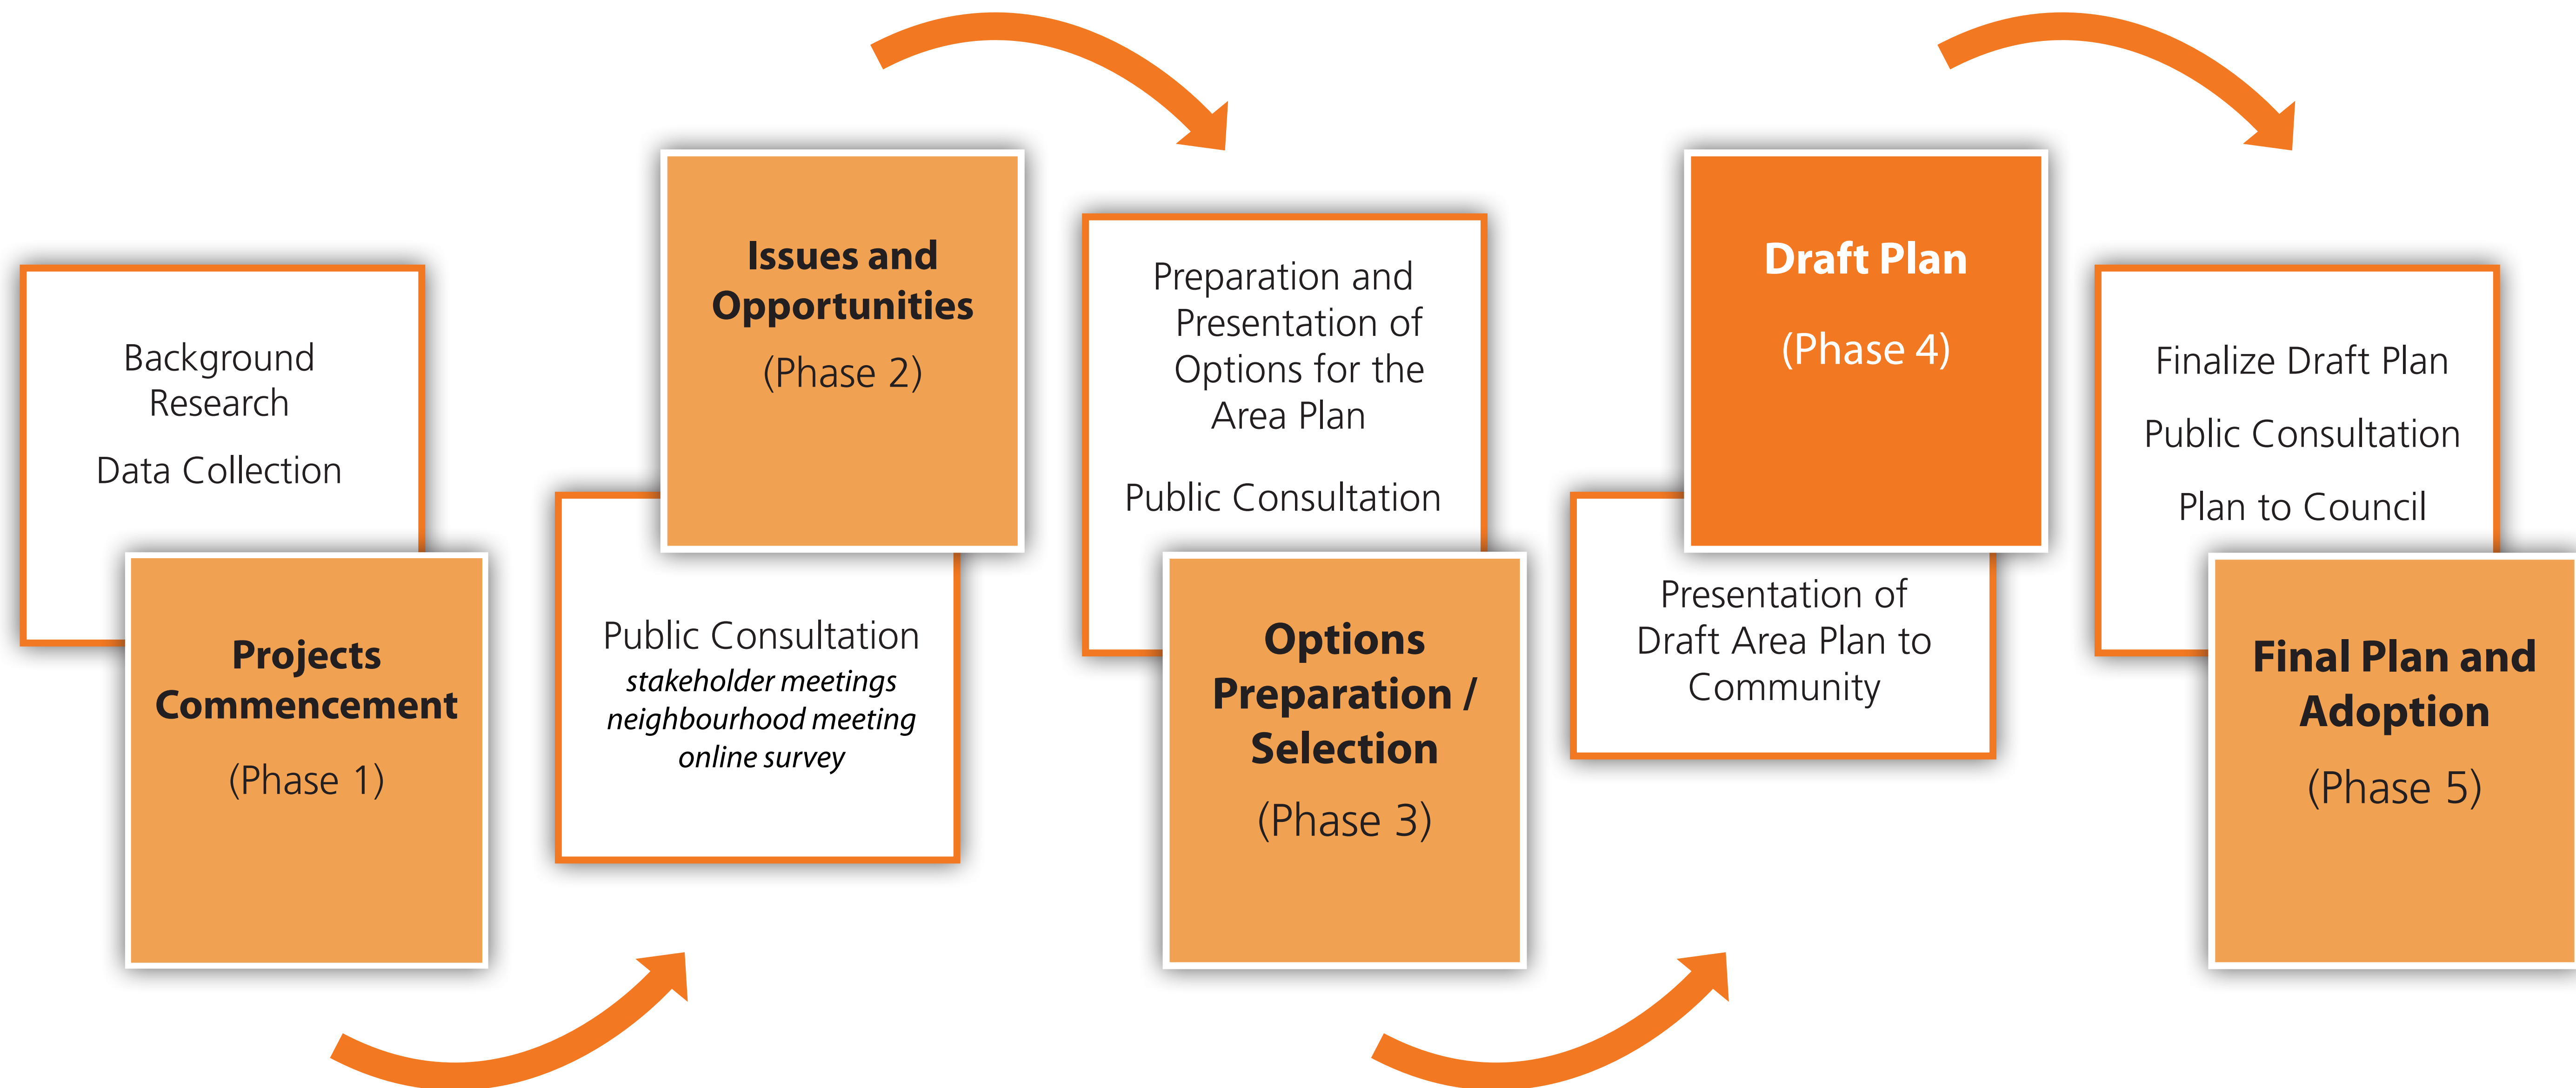 Background
Research
Data Collection
Projects
Commencement
(Phase 1)
Issues and
Opportunities
(Phase 2)
Public Consultation
stakeholder meetings
neighbourhood meeting
online survey
Preparation and
Presentation of
Options for the
Area Plan
Public Consultation
Options
Preparation /
Selection
(Phase 3)
Draft Plan
(Phase 4)
Presentation of
Draft Area Plan to
Community
Finalize Draft Plan
Public Consultation
Plan to Council
Final Plan and
Adoption
(Phase 5)